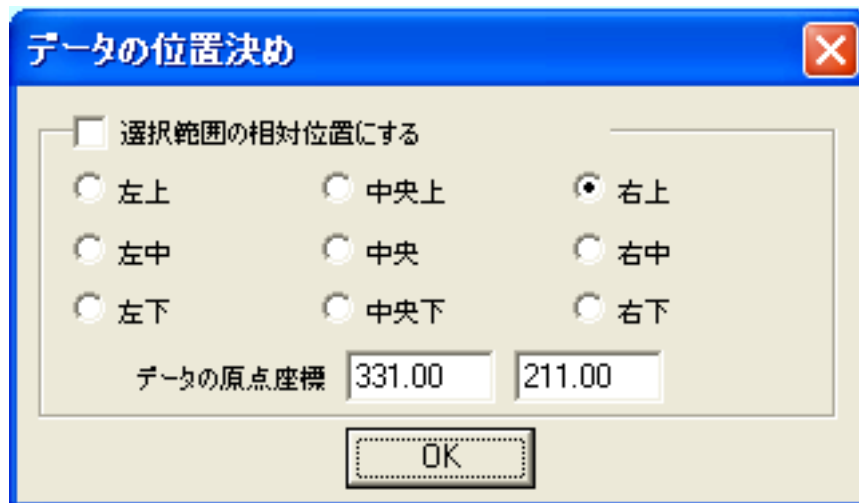 データの位置決め
選択範囲の相対位置にする
左上 中央上 右上
左中 中央 右中
左下 中央下 右下
データの原点座標 331.00 211.00
OK